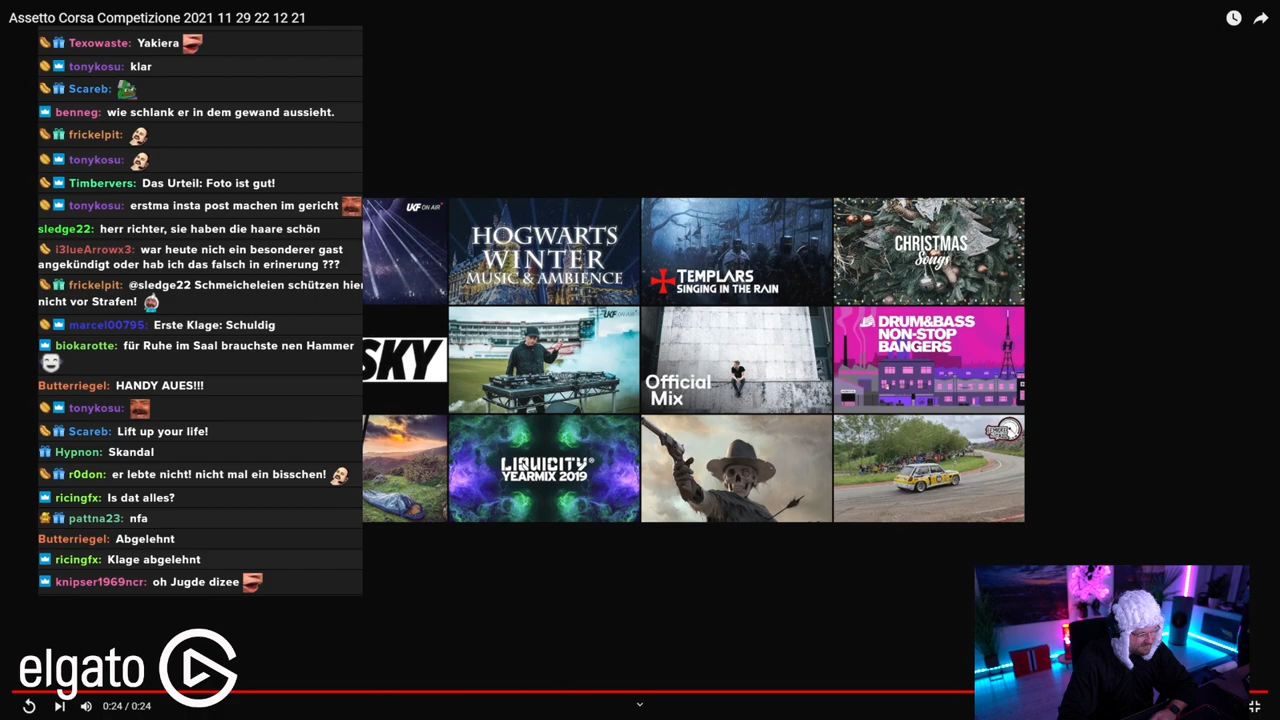 Assetto Corsa Competizione 2021 11 29 22 12 21
Texowaste: Yakiera
tonykosu: klar
Scareb:
benneg: wie schlank er in dem gewand aussieht.
frickelpit:
tonykosu:
Timbervers: Das Urteil: Foto ist gut!
tonykosu: erstma insta post machen im gericht
sledge22: herr richter, sie haben die haare schön
i3lueArrowx3: war heute nich ein besonderer gast
angekündigt oder hab ich das falsch in erinerung ???
frickelpit: @sledge22 Schmeicheleien schützen hier
nicht vor Strafen!
marcel00795: Erste Klage: Schuldig
biokarotte: für Ruhe im Saal brauchste nen Hammer
Butterriegel: HANDY AUES!!!
tonykosu:
Scareb: Lift up your life!
Hypnon: Skandal
r0don: er lebte nicht! nicht mal ein bisschen!
ricingfx: Is dat alles?
pattna23: nfa
Butterriegel: Abgelehnt
ricingfx: Klage abgelehnt
knipser1969ncr: oh Jugde dizee
UKF ON AIR
HOGWARTS
WINTER
MUSIC & AMBIENCE
TEMPLARS
SINGING IN THE RAIN
CHRISTMAS
Songs
SKY
UKF ON AIR
Official
Mix
DRUM&BASS
NON-STOP
BANGERS
LIQUICITY®
YEARMIX 2019
elgato
0:24 / 0:24